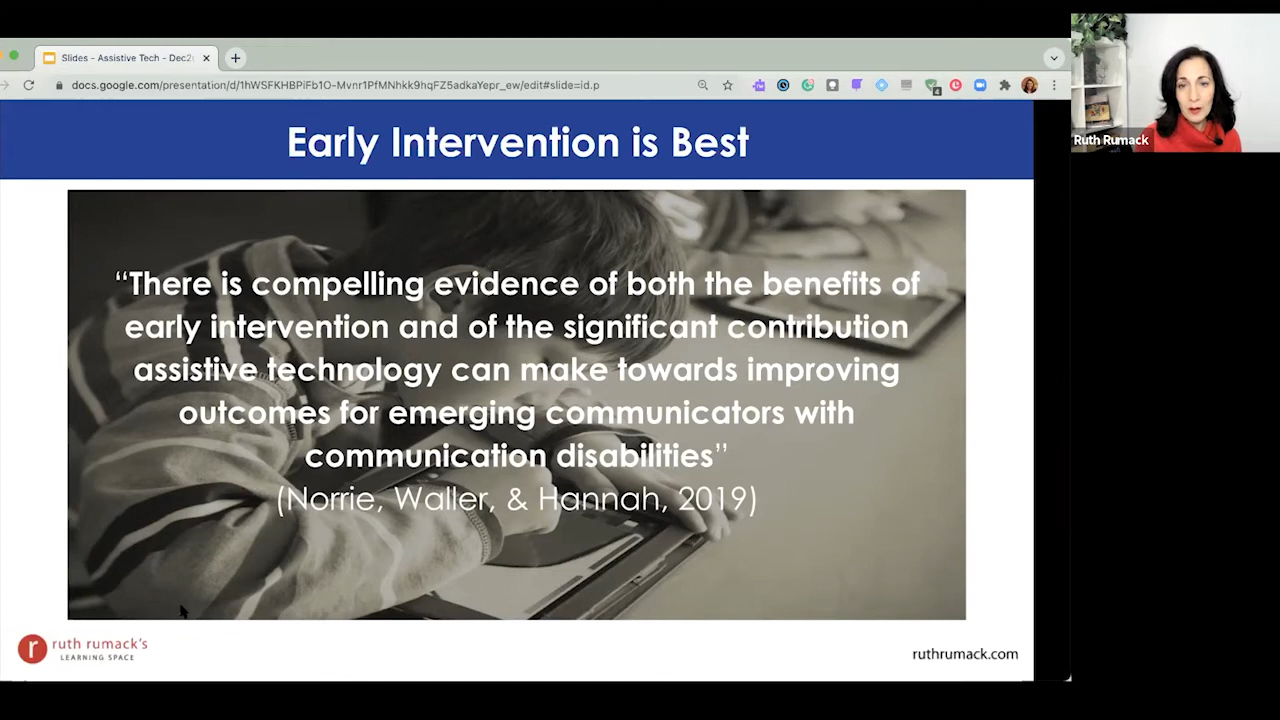 Slides - Assistive Tech - Dec2
docs.google.com/presentation/d/1hWSFKHBPiFb1O-Mvnr1PfMNhkk9hqFZ5adkaYepr_ew/edit#slide=id.p
Early Intervention is Best
“There is compelling evidence of both the benefits of
early intervention and of the significant contribution
assistive technology can make towards improving
outcomes for emerging communicators with
communication disabilities”
(Norrie, Waller, & Hannah, 2019)
r ruth rumack's
LEARNING SPACE
ruthrumack.com
Ruth Rumack